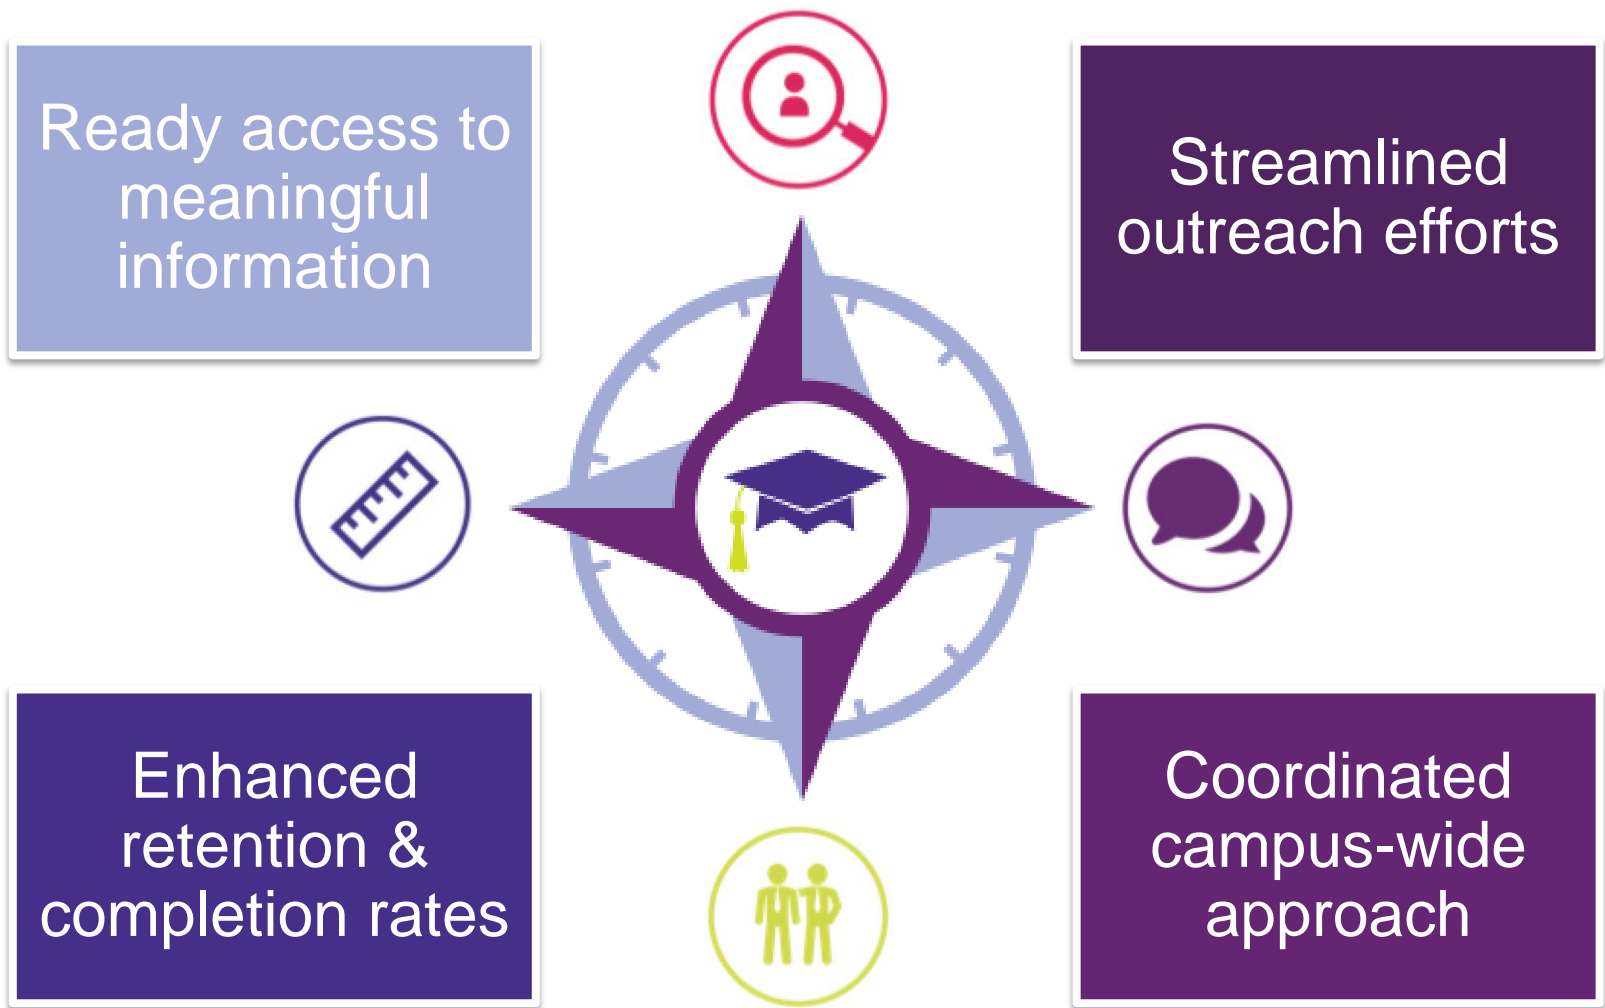 Ready access to
meaningful
information
Streamlined
outreach efforts
Enhanced
retention &
completion rates
Coordinated
campus-wide
approach